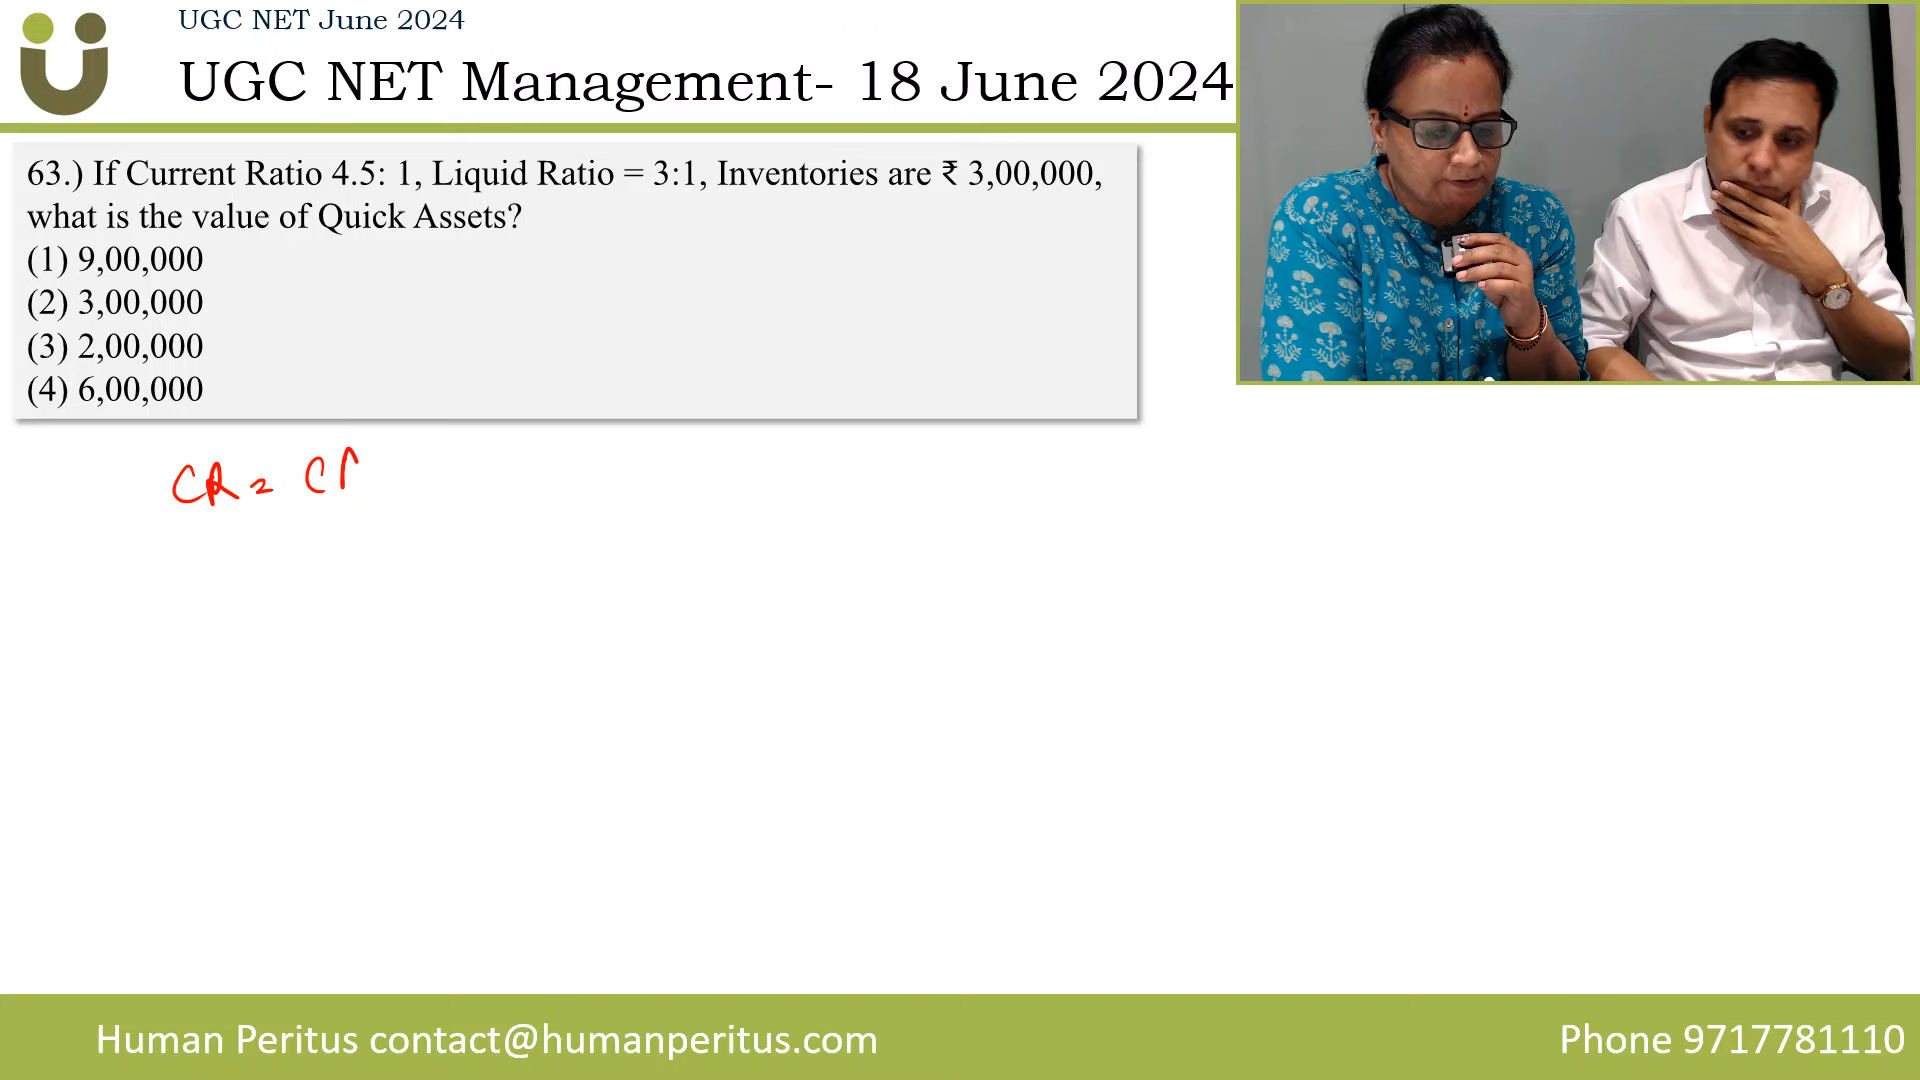 UGC NET June 2024
UGC NET Management- 18 June 2024
63.) If Current Ratio 4.5: 1, Liquid Ratio = 3:1, Inventories are ₹ 3,00,000,
what is the value of Quick Assets?
(1) 9,00,000
(2) 3,00,000
(3) 2,00,000
(4) 6,00,000
CR =
Human Peritus contact@humanperitus.com
Phone 9717781110